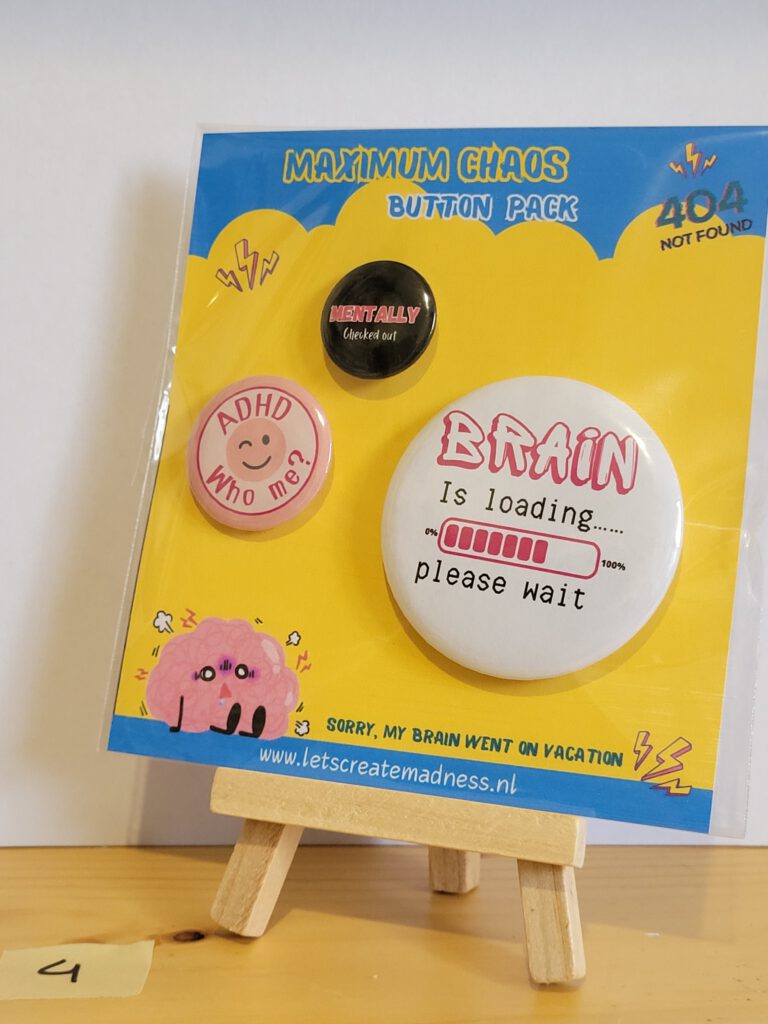 MAXIMUM CHAOS
BUTTON PACK
404
NOT FOUND
MENTALLY
Checked out
ADHD
Who me?
BRAIN
Is loading......
0% 100%
please wait
SORRY, MY BRAIN WENT ON VACATION
www.letscreatemadness.nl
4